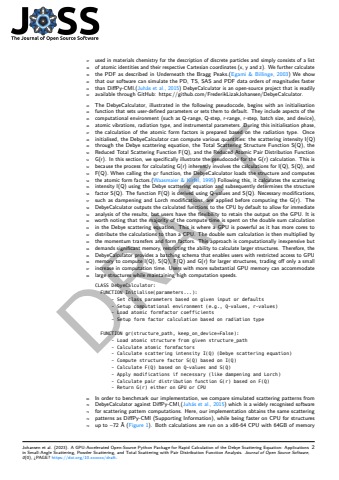 JOSS
The Journal of Open Source Software
used in materials chemistry for the description of discrete particles and simply consists of a list
of atomic identities and their respective Cartesian coordinates (x, y and z). We further calculate
the PDF as described in Underneath the Bragg Peaks.(Egami & Billinge, 2003) We show
that our software can simulate the PD, TS, SAS and PDF data orders of magnitudes faster
than DiffPy-CMI.(Juhás et al., 2015) DebyeCalculator is an open-source project that is readily
available through GitHub: https://github.com/FrederikLizakJohansen/DebyeCalculator.
The DebyeCalculator, illustrated in the following pseudocode, begins with an initialisation
function that sets user-defined parameters or sets them to default. They include aspects of the
computational environment (such as Q-range, Q-step, r-range, r-step, batch size, and device),
atomic vibrations, radiation type, and instrumental parameters. During this initialisation phase,
the calculation of the atomic form factors is prepared based on the radiation type. Once
initialised, the DebyeCalculator can compute various quantities: the scattering intensity I(Q)
through the Debye scattering equation, the Total Scattering Structure Function S(Q), the
Reduced Total Scattering Function F(Q), and the Reduced Atomic Pair Distribution Function
G(r). In this section, we specifically illustrate the pseudocode for the G(r) calculation. This is
because the process for calculating G(r) inherently involves the calculations for I(Q), S(Q), and
F(Q). When calling the gr function, the DebyeCalculator loads the structure and computes
the atomic form factors.(Waasmaier & Kirfel, 1995) Following this, it calculates the scattering
intensity I(Q) using the Debye scattering equation and subsequently determines the structure
factor S(Q). The function F(Q) is derived using Q-values and S(Q). Necessary modifications,
such as dampening and Lorch modifications, are applied before computing the G(r). The
DebyeCalculator outputs the calculated functions to the CPU by default to allow for immediate
analysis of the results, but users have the flexibility to retain the output on the GPU. It is
worth noting that the majority of the compute time is spent on the double sum calculation
in the Debye scattering equation. This is where a GPU is powerful as it has more cores to
distribute the calculations to than a CPU. The double sum calculation is then multiplied by the
momentum transfers and form factors. This approach is computationally inexpensive but
demands significant memory, restricting the ability to calculate larger structures. Therefore, the
DebyeCalculator provides a batching schema that enables users with restricted access to GPU
memory to compute I(Q), S(Q), F(Q) and G(r) for larger structures, trading off only a small
increase in computation time. Users with more substantial GPU memory can accommodate
large structures while maintaining high computation speeds.
CLASS DebyeCalculator:
FUNCTION Initialise(parameters...):
- Set class parameters based on given input or defaults
- Setup computational environment (e.g., Q-values, r-values)
- Load atomic formfactor coefficients
- Setup form factor calculation based on radiation type
FUNCTION gr(structure_path, keep_on_device=False):
- Load atomic structure from given structure_path
- Calculate atomic formfactors
- Calculate scattering intensity I(Q) (Debye scattering equation)
- Compute structure factor S(Q) based on I(Q)
- Calculate F(Q) based on Q-values and S(Q)
- Apply modifications if necessary (like dampening and Lorch)
- Calculate pair distribution function G(r) based on F(Q)
- Return G(r) either on GPU or CPU
In order to benchmark our implementation, we compare simulated scattering patterns from
DebyeCalculator against DiffPy-CMI,(Juhás et al., 2015) which is a widely recognised software
for scattering pattern computations. Here, our implementation obtains the same scattering
patterns as DiffPy-CMI (Supporting Information), while being faster on CPU for structures
up to ~72 Å (Figure 1). Both calculations are run on a x86-64 CPU with 64GB of memory
Johansen et al. (2023). A GPU-Accelerated Open-Source Python Package for Rapid Calculation of the Debye Scattering Equation: Applications 2
in Small-Angle Scattering, Powder Scattering, and Total Scattering with Pair Distribution Function Analysis. Journal of Open Source Software,